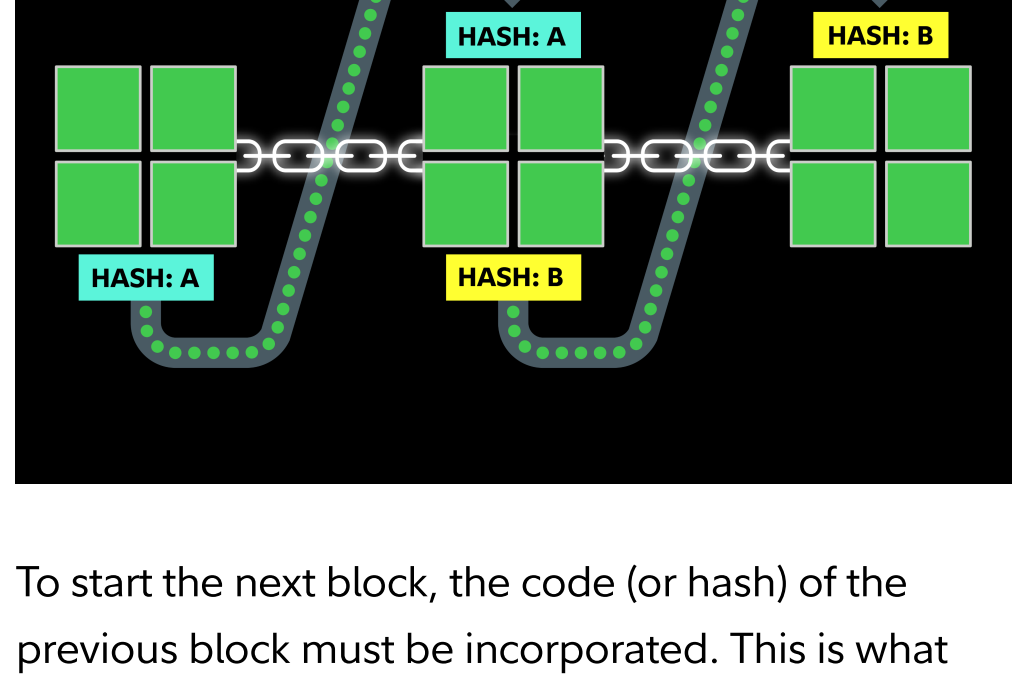 HASH: A
HASH: B
HASH: A
HASH: B
To start the next block, the code (or hash) of the
previous block must be incorporated. This is what